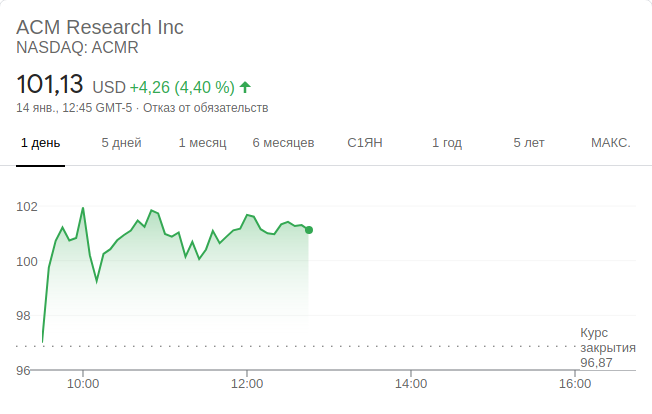 ACM Research Inc
NASDAQ: ACMR
101,13 USD +4,26 (4,40 %)
14 янв., 12:45 GMT-5 · Отказ от обязательств
1 день 5 дней 1 месяц 6 месяцев С1ЯН 1 год 5 лет МАКС.
102
100
98
96
Курс
закрытия
96,87
10:00 12:00 14:00 16:00